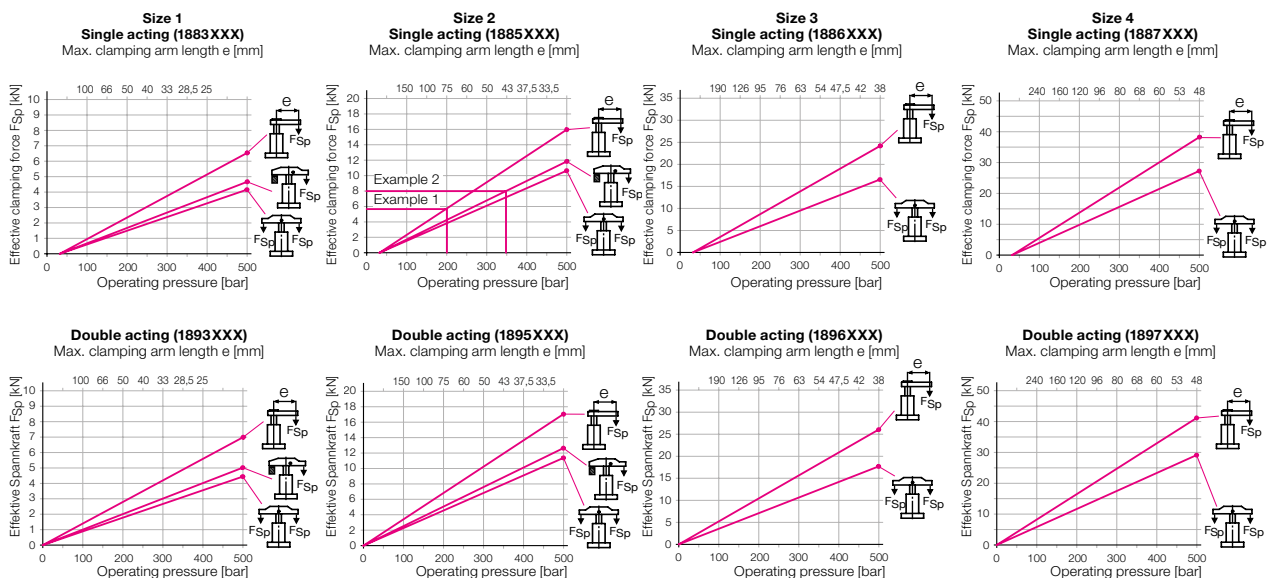 Size 1
Single acting (1883XXX)
Max. clamping arm length e [mm]
100 66 50 40 33 28,5 25
Effective clamping force FSp [kN]
10
9
8
7
6
5
4
3
2
1
0
0 100 200 300 400 500
Operating pressure [bar]
e
FSp
FSp
FSp FSp
Size 2
Single acting (1885XXX)
Max. clamping arm length e [mm]
150 100 75 60 50 43 37,5 33,5
Effective clamping force FSp [kN]
20
18
16
14
12
10
8
6
4
2
0
Example 2
Example 1
0 100 200 300 400 500
Operating pressure [bar]
e
FSp
FSp
FSp FSp
Size 3
Single acting (1886XXX)
Max. clamping arm length e [mm]
190 126 95 76 63 54 47,5 42 38
Effective clamping force FSp [kN]
35
30
25
20
15
10
5
0
0 100 200 300 400 500
Operating pressure [bar]
e
FSp
FSp FSp
Size 4
Single acting (1887XXX)
Max. clamping arm length e [mm]
240 160 120 96 80 68 60 53 48
Effective clamping force FSp [kN]
50
40
30
20
10
0
0 100 200 300 400 500
Operating pressure [bar]
e
FSp
FSp FSp
Double acting (1893XXX)
Max. clamping arm length e [mm]
100 66 50 40 33 28,5 25
Effektive Spannkraft FSp [kN]
10
9
8
7
6
5
4
3
2
1
0
0 100 200 300 400 500
Operating pressure [bar]
e
FSp
FSp
FSp FSp
Double acting (1895XXX)
Max. clamping arm length e [mm]
150 100 75 60 50 43 37,5 33,5
Effektive Spannkraft FSp [kN]
20
18
16
14
12
10
8
6
4
2
0
0 100 200 300 400 500
Operating pressure [bar]
e
FSp
FSp
FSp FSp
Double acting (1896XXX)
Max. clamping arm length e [mm]
190 126 95 76 63 54 47,5 42 38
Effektive Spannkraft FSp [kN]
35
30
25
20
15
10
5
0
0 100 200 300 400 500
Operating pressure [bar]
e
FSp
FSp FSp
Double acting (1897XXX)
Max. clamping arm length e [mm]
240 160 120 96 80 68 60 53 48
Effektive Spannkraft FSp [kN]
50
40
30
20
10
0
0 100 200 300 400 500
Operating pressure [bar]
e
FSp
FSp FSp